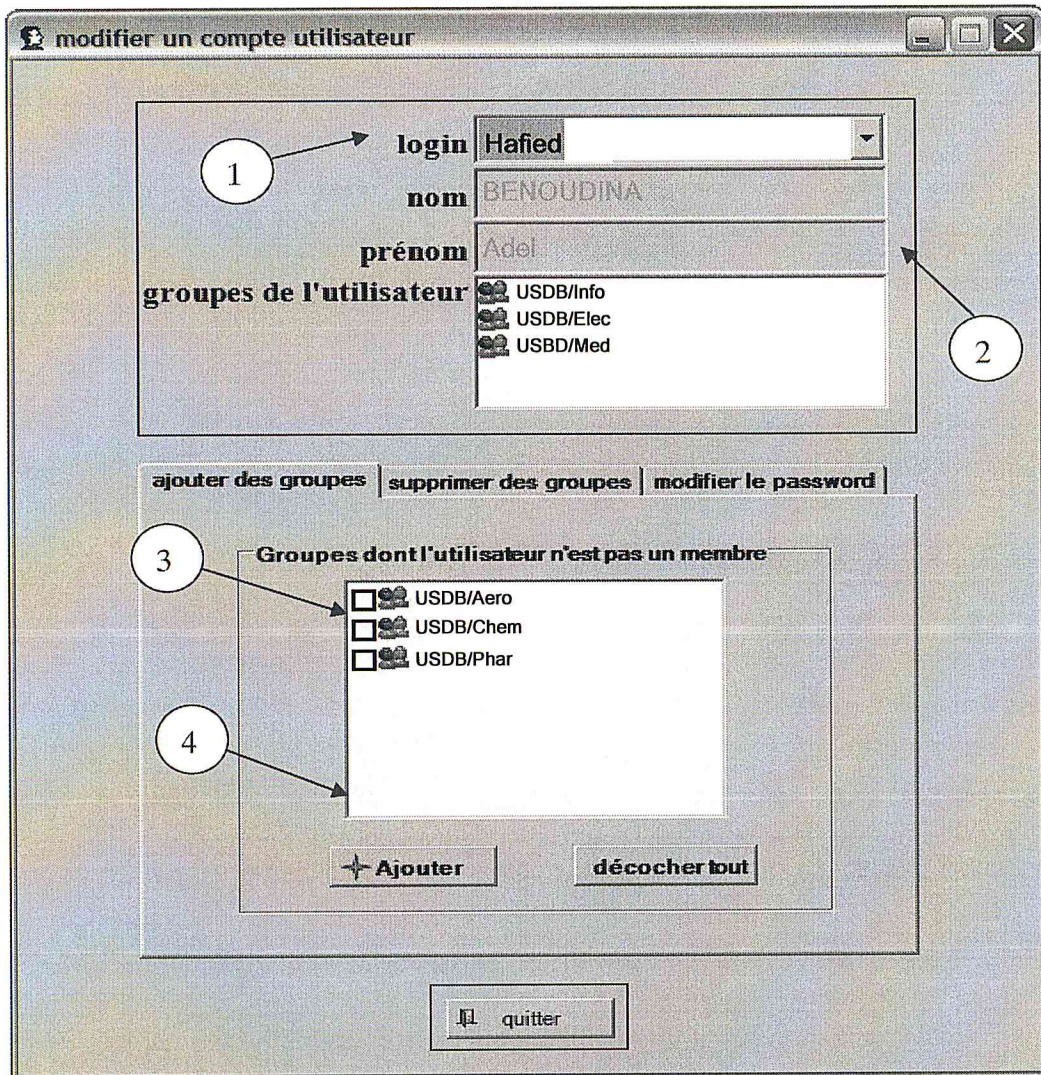 modifier un compte utilisateur
1
login Hafied
nom BENOUDINA
prénom Adel
groupes de l'utilisateur
USDB/Info
USDB/Elec
USBD/Med
2
ajouter des groupes supprimer des groupes modifier le password
3
Groupes dont l'utilisateur n'est pas un membre
USDB/Aero
USDB/Chem
USDB/Phar
4
Ajouter décocher tout
quitter